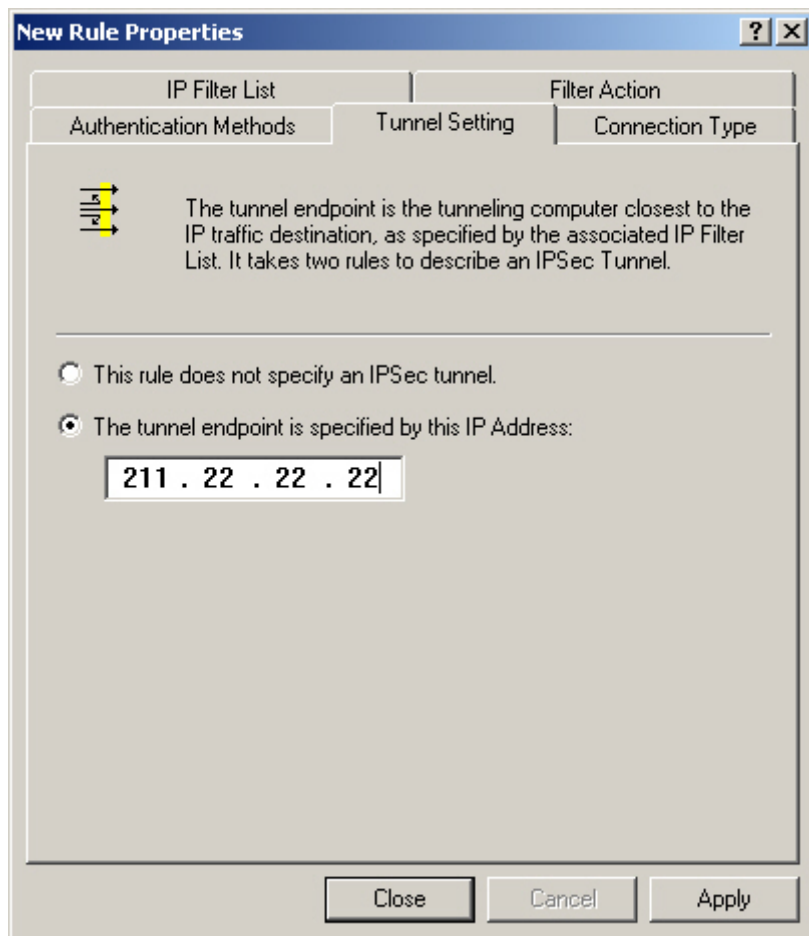 New Rule Properties
IP Filter List
Filter Action
Authentication Methods
Tunnel Setting
Connection Type
The tunnel endpoint is the tunneling computer closest to the
IP traffic destination, as specified by the associated IP Filter
List. It takes two rules to describe an IPSec Tunnel.
This rule does not specify an IPSec tunnel.
The tunnel endpoint is specified by this IP Address:
211 . 22 . 22 . 22
Close
Cancel
Apply